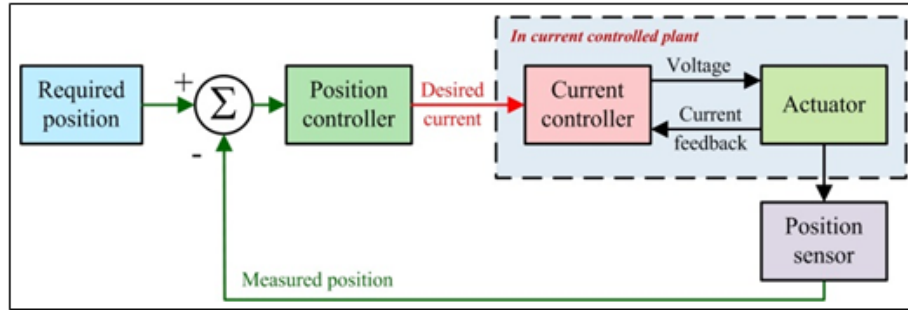 In current controlled plant
Required
position
+
Σ
-
Position
controller
Desired
current
Current
controller
Voltage
Current
feedback
Actuator
Position
sensor
Measured position